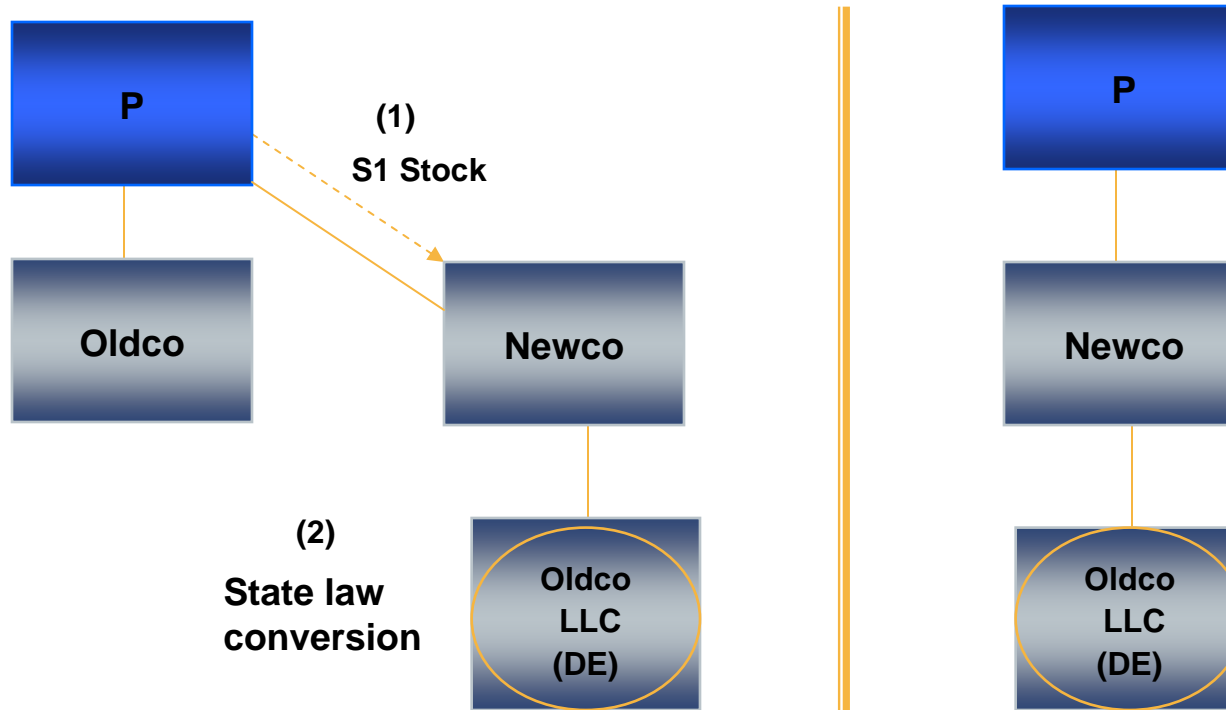 P
(1)
S1 Stock
Oldco
Newco
(2)
State law
conversion
Oldco
LLC
(DE)
P
Newco
Oldco
LLC
(DE)